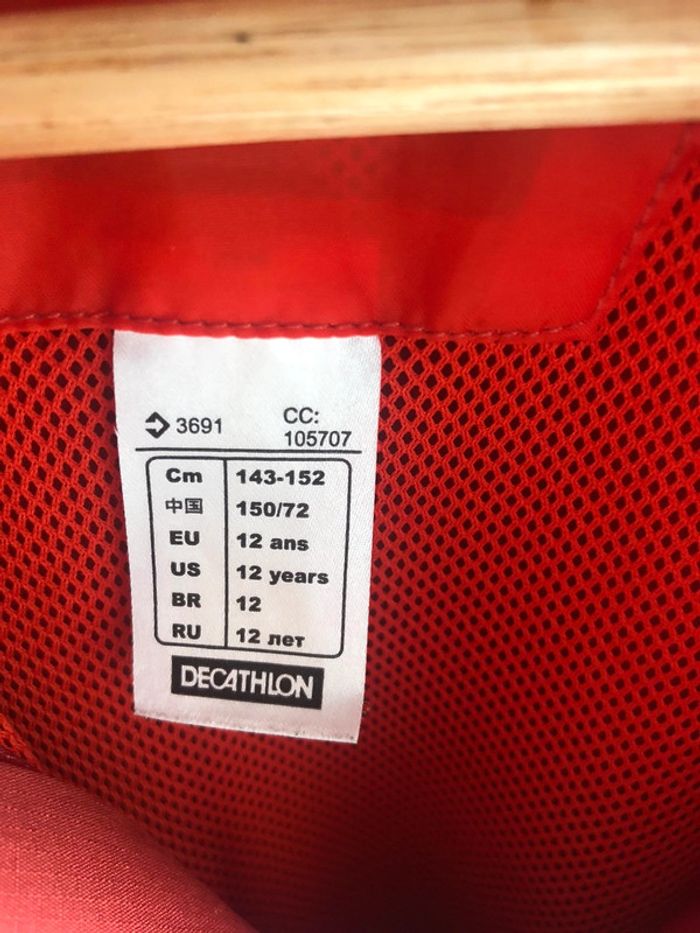 3691 CC:
105707
Cm 143-152
中国 150/72
EU 12 ans
US 12 years
BR 12
RU 12 лет
DECATHLON